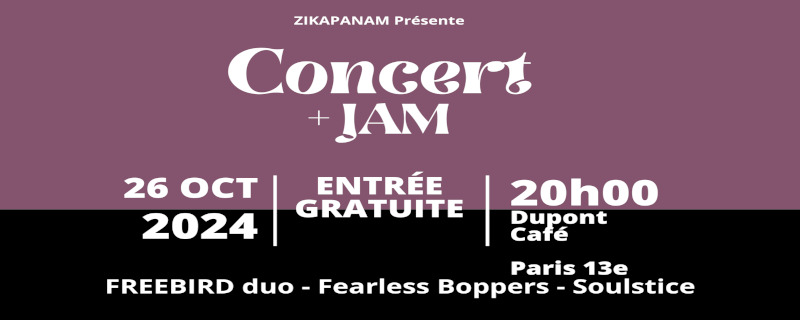 ZIKAPANAM Présente
Concert
+ JAM
26 OCT
2024
ENTRÉE
GRATUITE
20h00
Dupont
Café
Paris 13e
FREEBIRD duo - Fearless Boppers - Soulstice